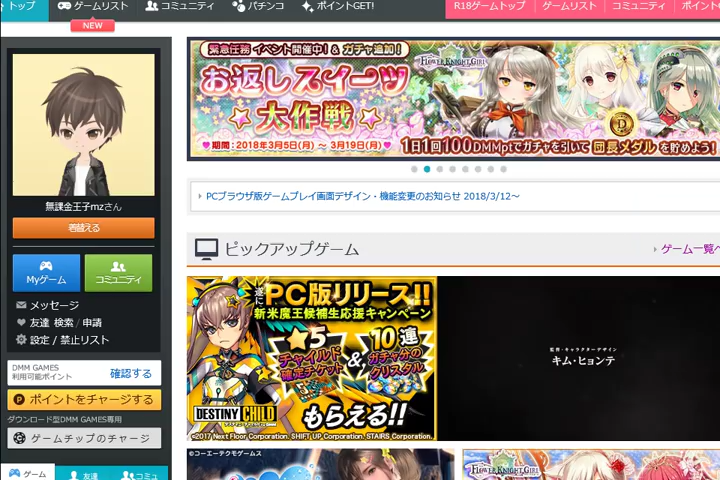 トップ
ゲームリスト
コミュニティ
パチンコ
ポイントGET!
R18ゲームトップ
ゲームリスト
コミュニティ
ポイント
NEW
緊急任務 イベント開催中! & ガチャ追加!
お返しスイーツ
大作戦
期間:2018年3月5日(月) ～ 3月19日(月)
FLOWER KNIGHT GIRL
1日1回100DMMptでガチャを引いて 団長メダル を貯めよう!
無課金王子mzさん
着替える
Myゲーム
コミュニティ
メッセージ
友達 検索 / 申請
設定 / 禁止リスト
DMM GAMES
利用可能ポイント
確認する
ポイントをチャージする
ダウンロード型DMM GAMES専用
ゲームチップのチャージ
ゲーム
友達
コミュ
PCブラウザ版ゲームプレイ画面デザイン・機能変更のお知らせ 2018/3/12～
ピックアップゲーム
ゲーム一覧へ
遂に
PC版リリース!!
新米魔王候補生応援キャンペーン
★5
チャイルド
確定チケット
&
10連
ガチャ分の
クリスタル
もらえる!!
DESTINY CHILD
©2017 Next Floor Corporation. SHIFT UP Corporation. STAIRS Corporation.
監督・キャラクターデザイン
キム・ヒョンテ
©コーエーテクモゲームス
FLOWER KNIGHT GIRL